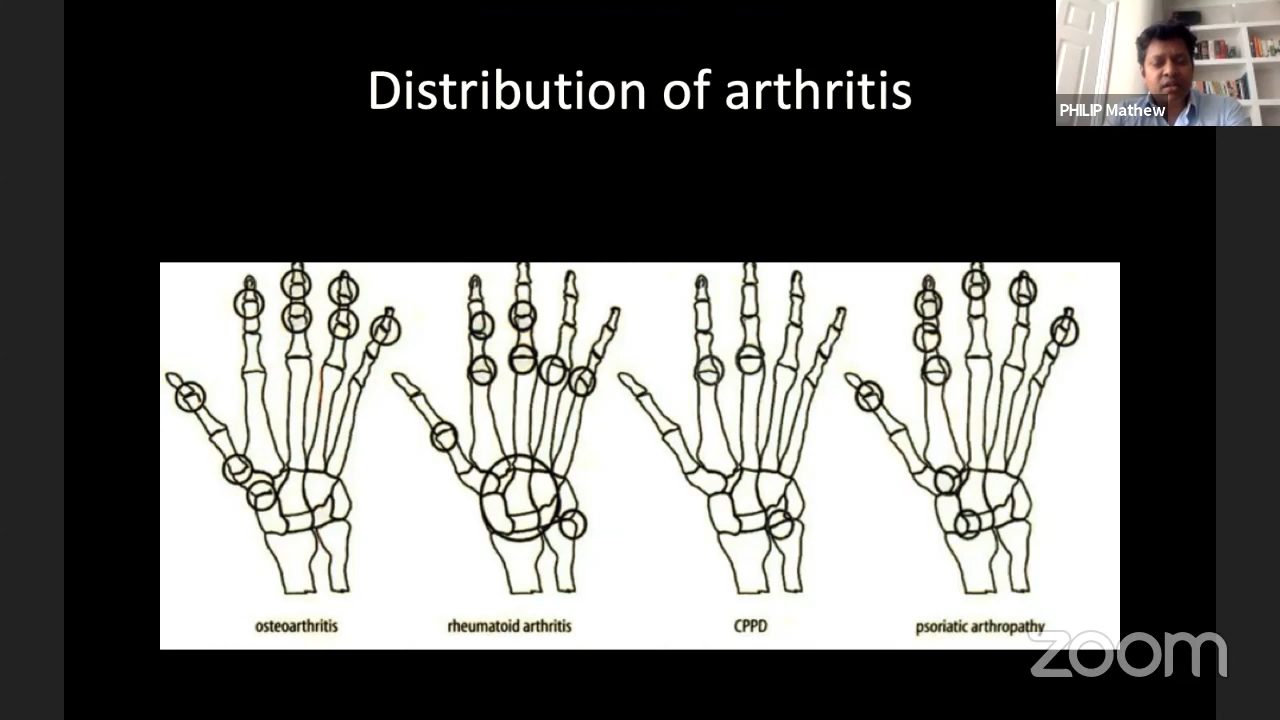 Distribution of arthritis
PHILIP Mathew
osteoarthritis
rheumatoid arthritis
CPPD
psoriatic arthropathy
zoom